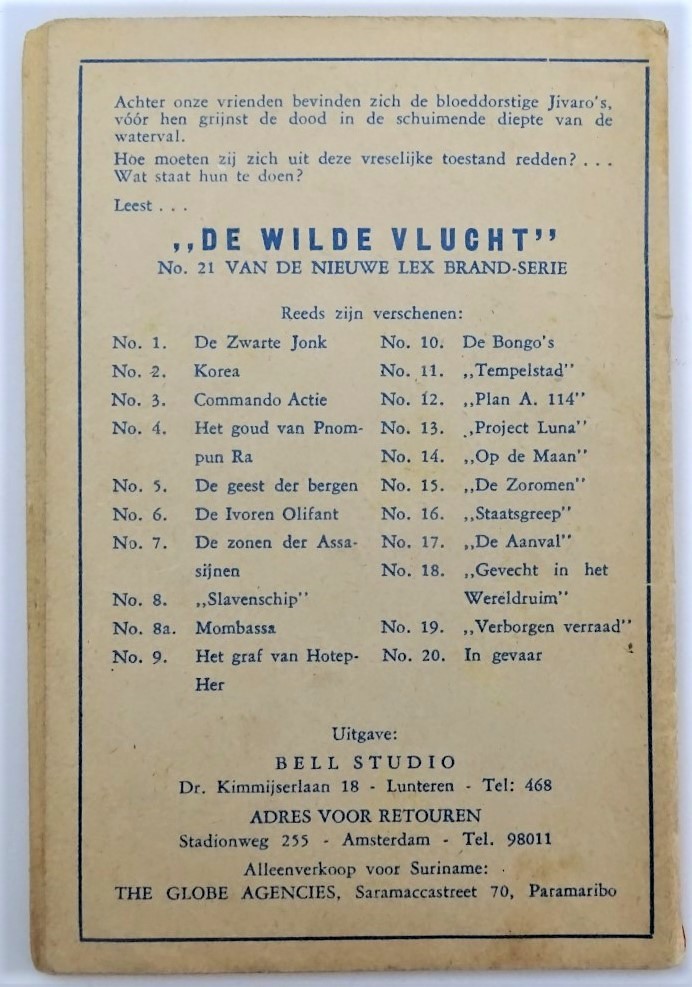 Achter onze vrienden bevinden zich de bloeddorstige Jivaro's,
vóór hen grijnst de dood in de schuimende diepte van de
waterval.
Hoe moeten zij zich uit deze vreselijke toestand redden? . . .
Wat staat hun te doen?
Leest . . .
,,DE WILDE VLUCHT''
No. 21 VAN DE NIEUWE LEX BRAND-SERIE
Reeds zijn verschenen:
No. 1. De Zwarte Jonk
No. 2. Korea
No. 3. Commando Actie
No. 4. Het goud van Pnom-
pun Ra
No. 5. De geest der bergen
No. 6. De Ivoren Olifant
No. 7. De zonen der Assa-
sijnen
No. 8. ,,Slavenschip''
No. 8a. Mombassa
No. 9. Het graf van Hotep-
Her
No. 10. De Bongo's
No. 11. ,,Tempelstad''
No. 12. ,,Plan A. 114''
No. 13. ,,Project Luna''
No. 14. ,,Op de Maan''
No. 15. ,,De Zoromen''
No. 16. ,,Staatsgreep''
No. 17. ,,De Aanval''
No. 18. ,,Gevecht in het
Wereldruim''
No. 19. ,,Verborgen verraad''
No. 20. In gevaar
Uitgave:
BELL STUDIO
Dr. Kimmijserlaan 18 - Lunteren - Tel: 468
ADRES VOOR RETOUREN
Stadionweg 255 - Amsterdam - Tel. 98011
Alleenverkoop voor Suriname:
THE GLOBE AGENCIES, Saramaccastreet 70, Paramaribo